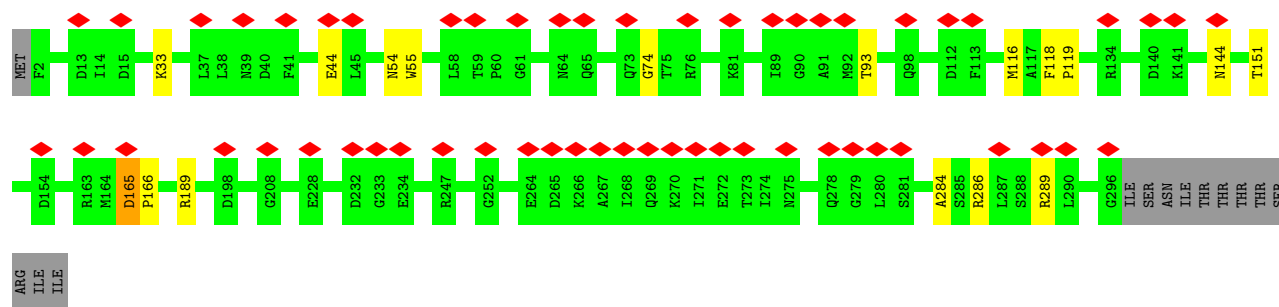 MET F2 D13 I14 D15 K33 L37 L38 N39 D40 F41 E44 L45 N54 W55 L58 T59 P60 G61 N64 Q65 Q73 G74 T75 R76 K81 I89 G90 A91 M92 T93 Q98 D112 F113 M116 A117 F118 P119 R134 D140 K141 N144 T151
D154 R163 M164 D165 P166 R189 D198 G208 E228 D232 G233 E234 R247 G252 E264 D265 K266 A267 I268 Q269 K270 I271 E272 T273 I274 N275 Q278 G279 L280 S281 A284 S285 R286 L287 S288 R289 L290 G296 ILE SER ASN ILE THR THR THR THR SER
ARG ILE ILE